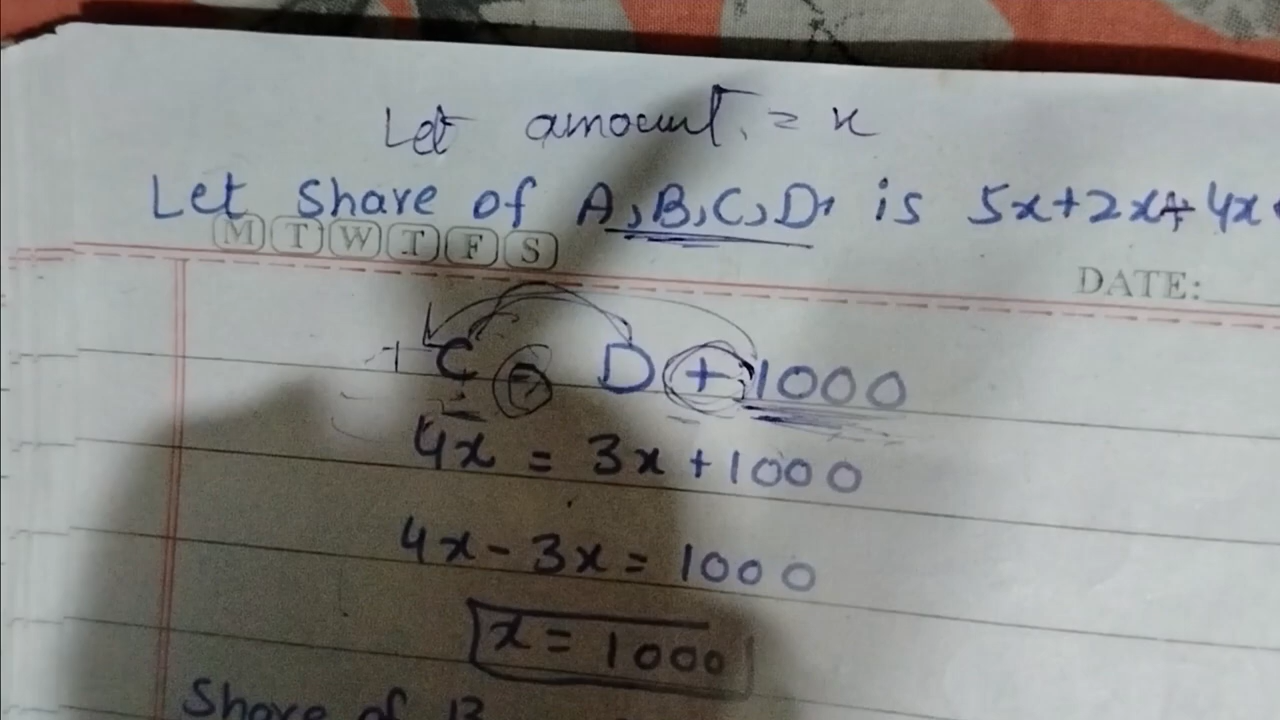 Let amount = x
Let share of A,B,C,D, is 5x+2x+4x+
M T W T F S
DATE:
C = D + 1000
4x = 3x + 1000
4x - 3x = 1000
x = 1000
Share of B